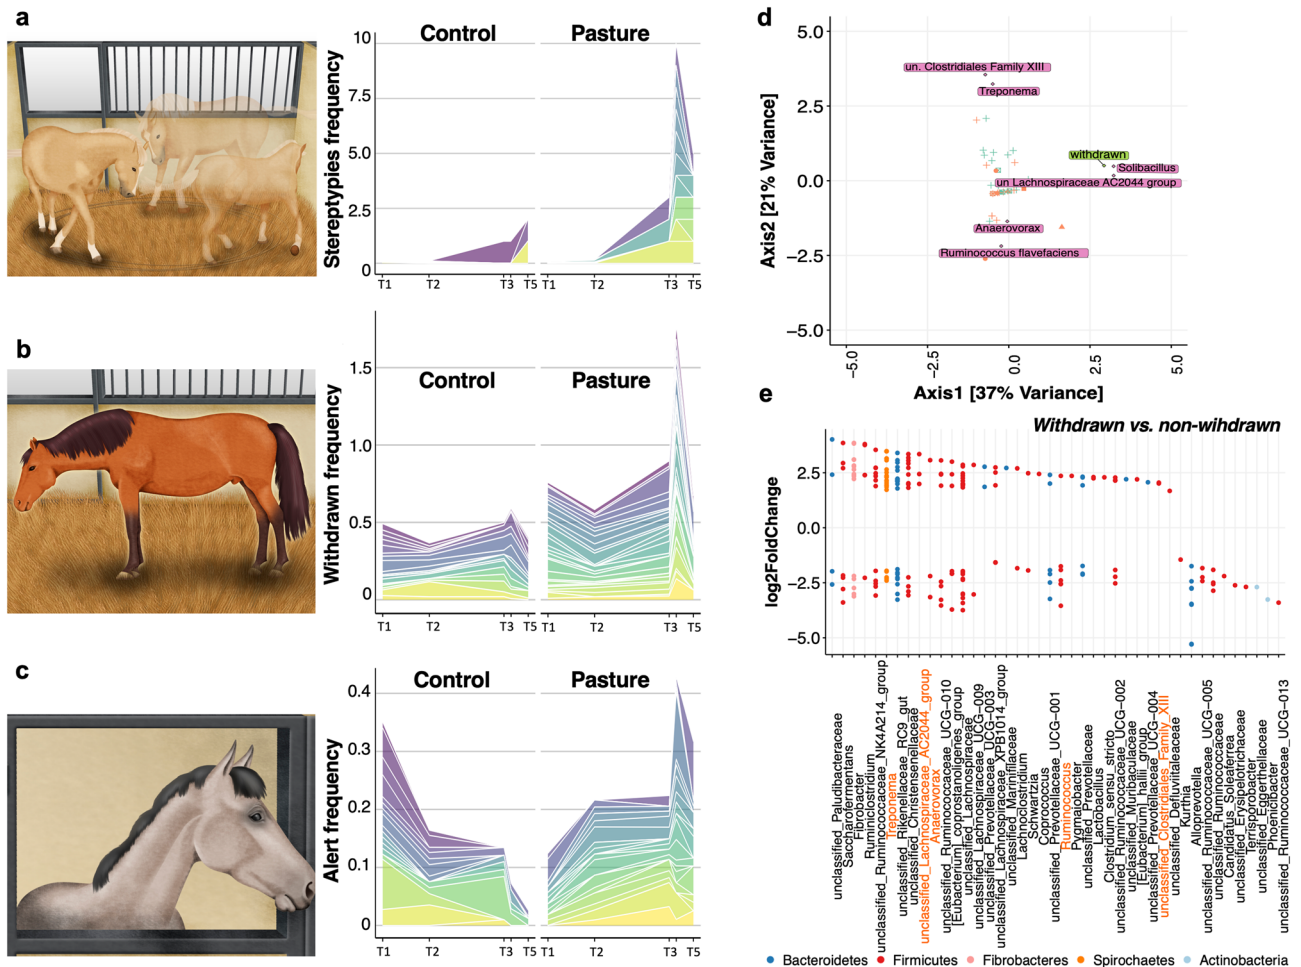 a
Control
Pasture
Stereptypies frequency
10
7.5
5.0
2.5
0
T1
T2
T3
T5
T1
T2
T3
T5
b
Control
Pasture
Withdrawn frequency
1.5
1.0
0.5
0
T1
T2
T3
T5
T1
T2
T3
T5
c
Control
Pasture
Alert frequency
0.4
0.3
0.2
0.1
0
T1
T2
T3
T5
T1
T2
T3
T5
d
Axis2 [21% Variance]
5.0
2.5
0.0
−2.5
−5.0
un. Clostridiales Family XIII
Treponema
withdrawn
Solibacillus
un Lachnospiraceae AC2044 group
Anaerovorax
Ruminococcus flavefaciens
−5.0
−2.5
0.0
2.5
5.0
Axis1 [37% Variance]
e
Withdrawn vs. non-wihdrawn
log2FoldChange
2.5
0.0
−2.5
−5.0
unclassified_Paludibacteraceae
Saccharofermentans
Fibrobacter
Ruminiclostridium
unclassified_Ruminococcaceae_NK4A214_group
Treponema
unclassified_Rikenellaceae_RC9_gut
unclassified_Christensenellaceae
unclassified_Lachnospiraceae_AC2044_group
Anaerovorax
unclassified_Ruminococcaceae_UCG−010
[Eubacterium]_coprostanoligenes_group
unclassified_Lachnospiraceae
unclassified_Lachnospiraceae_UCG−009
unclassified_Prevotellaceae_UCG−003
unclassified_Lachnospiraceae_XPB1014_group
unclassified_Marinifilaceae
Lachnoclostridium
Schwartzia
Coprococcus
unclassified_Prevotellaceae_UCG−001
Ruminococcus
Pygmaiobacter
unclassified_Prevotellaceae
Lactobacillus
Clostridium_sensu_stricto
unclassified_Ruminococcaceae_UCG−002
unclassified_Muribaculaceae
[Eubacterium]_hallii_group
unclassified_Prevotellaceae_UCG−004
unclassified_Clostridiales_Family_XIII
unclassified_Defluviitaleaceae
Kurthia
Alloprevotella
unclassified_Ruminococcaceae_UCG−005
unclassified_Ruminococcaceae
Candidatus_Soleaferrea
unclassified_Erysipelotrichaceae
Terrisporobacter
unclassified_Eggerthellaceae
Phoenicibacter
unclassified_Ruminococcaceae_UCG−013
Bacteroidetes
Firmicutes
Fibrobacteres
Spirochaetes
Actinobacteria